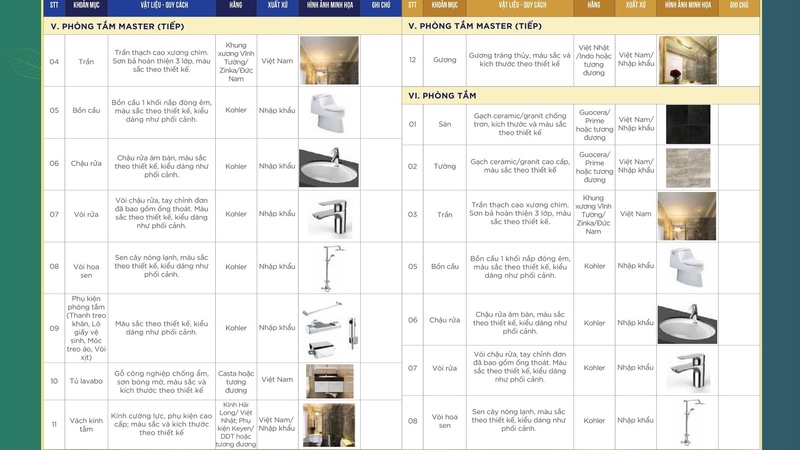 STT KHOẢN MỤC VẬT LIỆU - QUY CÁCH HÃNG XUẤT XỨ HÌNH ẢNH MINH HỌA GHI CHÚ
V. PHÒNG TẮM MASTER (TIẾP)
04 Trần Trần thạch cao xương chìm. Sơn bả hoàn thiện 3 lớp, màu sắc theo thiết kế. Khung xương Vĩnh Tường/ Zinka/Đức Nam Việt Nam
05 Bồn cầu Bồn cầu 1 khối nắp đóng êm, màu sắc theo thiết kế, kiểu dáng như phối cảnh. Kohler Nhập khẩu
06 Chậu rửa Chậu rửa âm bàn, màu sắc theo thiết kế, kiểu dáng như phối cảnh. Kohler Nhập khẩu
07 Vòi rửa Vòi chậu rửa, tay chỉnh đơn đã bao gồm ống thoát. Màu sắc theo thiết kế, kiểu dáng như phối cảnh. Kohler Nhập khẩu
08 Vòi hoa sen Sen cây nóng lạnh, màu sắc theo thiết kế, kiểu dáng như phối cảnh. Kohler Nhập khẩu
09 Phụ kiện phòng tắm (Thanh treo khăn, Lô giấy vệ sinh, Móc treo áo, Vòi xịt) Màu sắc theo thiết kế, kiểu dáng như phối cảnh. Kohler Nhập khẩu
10 Tủ lavabo Gỗ công nghiệp chống ẩm, sơn bóng mờ, màu sắc và kích thước theo thiết kế Casta hoặc tương đương Việt Nam
11 Vách kính tắm Kính cường lực, phụ kiện cao cấp; màu sắc và kích thước theo thiết kế Kính Hải Long/ Việt Nhật; Phụ kiện Keyen/ DDT hoặc tương đương Việt Nam/ Nhập khẩu
STT KHOẢN MỤC VẬT LIỆU - QUY CÁCH HÃNG XUẤT XỨ HÌNH ẢNH MINH HỌA GHI CHÚ
V. PHÒNG TẮM MASTER (TIẾP)
12 Gương Gương tráng thủy, màu sắc và kích thước theo thiết kế Việt Nhật /indo hoặc tương đương Việt Nam/ Nhập khẩu
VI. PHÒNG TẮM
01 Sàn Gạch ceramic/granit chống trơn, kích thước và màu sắc theo thiết kế Guocera/ Prime hoặc tương đương Việt Nam/ Nhập khẩu
02 Tường Gạch ceramic/granit cao cấp, màu sắc theo thiết kế Guocera/ Prime hoặc tương đương Việt Nam/ Nhập khẩu
03 Trần Trần thạch cao xương chìm. Sơn bả hoàn thiện 3 lớp, màu sắc theo thiết kế. Khung xương Vĩnh Tường/ Zinka/Đức Nam Việt Nam
05 Bồn cầu Bồn cầu 1 khối nắp đóng êm, màu sắc theo thiết kế, kiểu dáng như phối cảnh. Kohler Nhập khẩu
06 Chậu rửa Chậu rửa âm bàn, màu sắc theo thiết kế, kiểu dáng như phối cảnh. Kohler Nhập khẩu
07 Vòi rửa Vòi chậu rửa, tay chỉnh đơn đã bao gồm ống thoát. Màu sắc theo thiết kế, kiểu dáng như phối cảnh. Kohler Nhập khẩu
08 Vòi hoa sen Sen cây nóng lạnh, màu sắc theo thiết kế, kiểu dáng như phối cảnh. Kohler Nhập khẩu